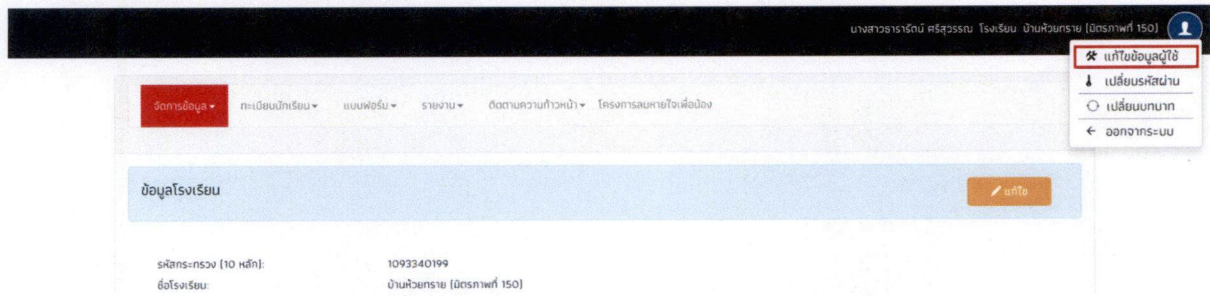 นางสาวธารารัตน์ ศรีสุวรรณ โรงเรียน บ้านห้วยทราย (มิตรภาพที่ 150)
แก้ไขข้อมูลผู้ใช้
เปลี่ยนรหัสผ่าน
เปลี่ยนบทบาท
ออกจากระบบ
จัดการข้อมูล ทะเบียนนักเรียน แบบฟอร์ม รายงาน ติดตามความก้าวหน้า โครงการลมหายใจเพื่อน้อง
ข้อมูลโรงเรียน
แก้ไข
รหัสกระทรวง (10 หลัก): 1093340199
ชื่อโรงเรียน: บ้านห้วยทราย (มิตรภาพที่ 150)